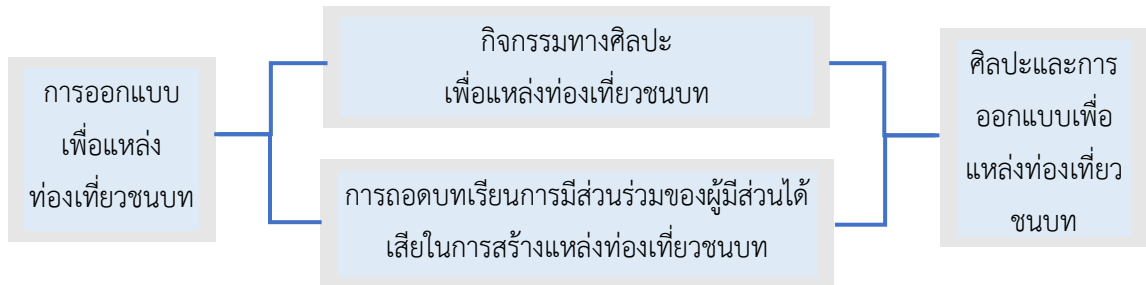 การออกแบบ
เพื่อแหล่ง
ท่องเที่ยวชนบท
กิจกรรมทางศิลปะ
เพื่อแหล่งท่องเที่ยวชนบท
การถอดบทเรียนการมีส่วนร่วมของผู้มีส่วนได้
เสียในการสร้างแหล่งท่องเที่ยวชนบท
ศิลปะและการ
ออกแบบเพื่อ
แหล่งท่องเที่ยว
ชนบท